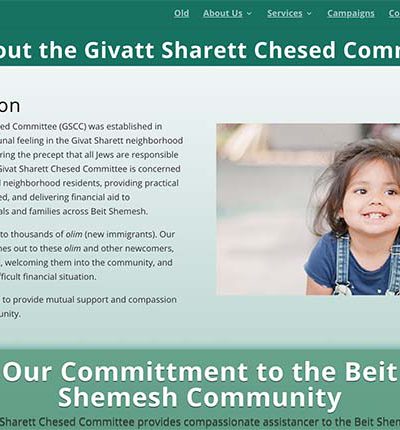 Old About Us Services Campaigns Co
out the Givatt Sharett Chesed Comm
on
sed Committee (GSCC) was established in
unal feeling in the Givat Sharett neighborhood
ring the precept that all Jews are responsible
Givat Sharett Chesed Committee is concerned
l neighborhood residents, providing practical
ed, and delivering financial aid to
als and families across Beit Shemesh.
to thousands of olim (new immigrants). Our
hes out to these olim and other newcomers,
, welcoming them into the community, and
fficult financial situation.
to provide mutual support and compassion
unity.
Our Committment to the Beit
Shemesh Community
Sharett Chesed Committee provides compassionate assistancer to the Beit Sheme